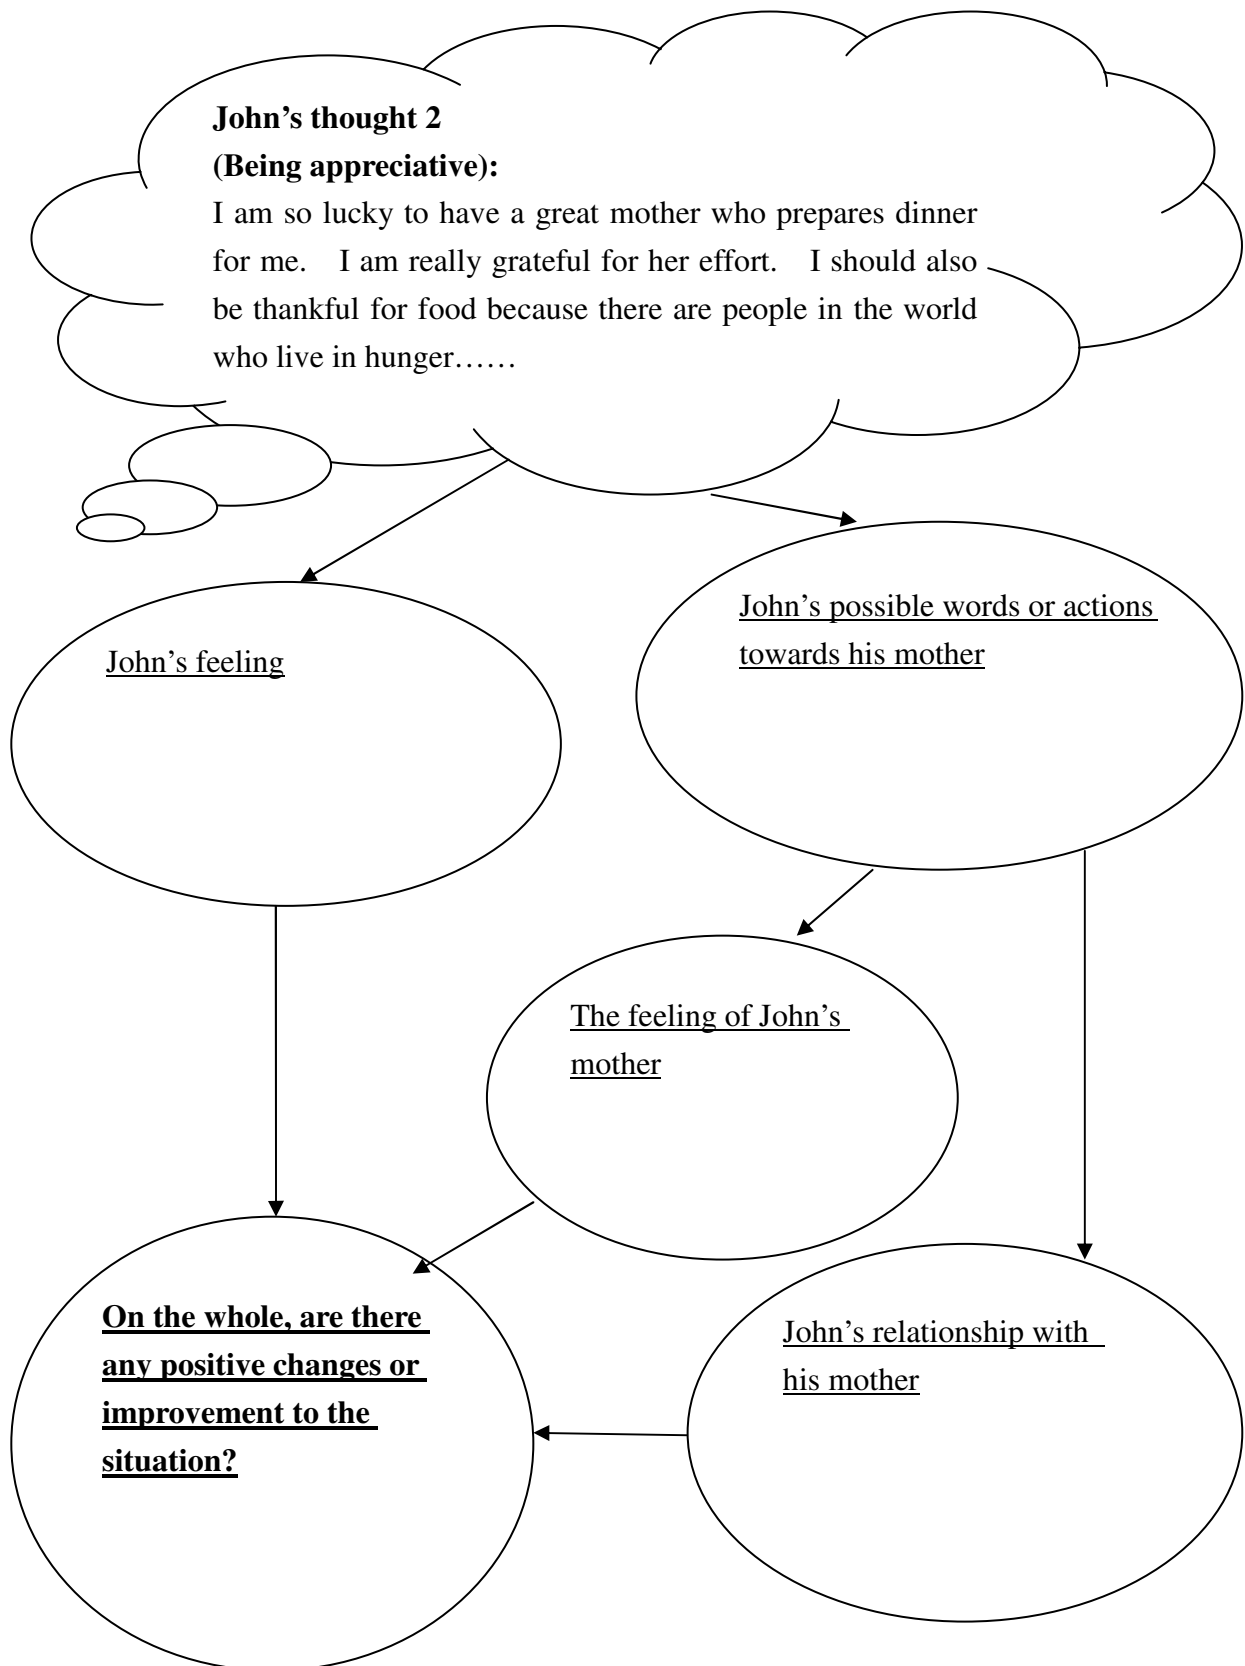 John’s thought 2
(Being appreciative):
I am so lucky to have a great mother who prepares dinner
for me. I am really grateful for her effort. I should also
be thankful for food because there are people in the world
who live in hunger……
John’s possible words or actions
towards his mother
John’s feeling
The feeling of John’s
mother
On the whole, are there
any positive changes or
improvement to the
situation?
John’s relationship with
his mother